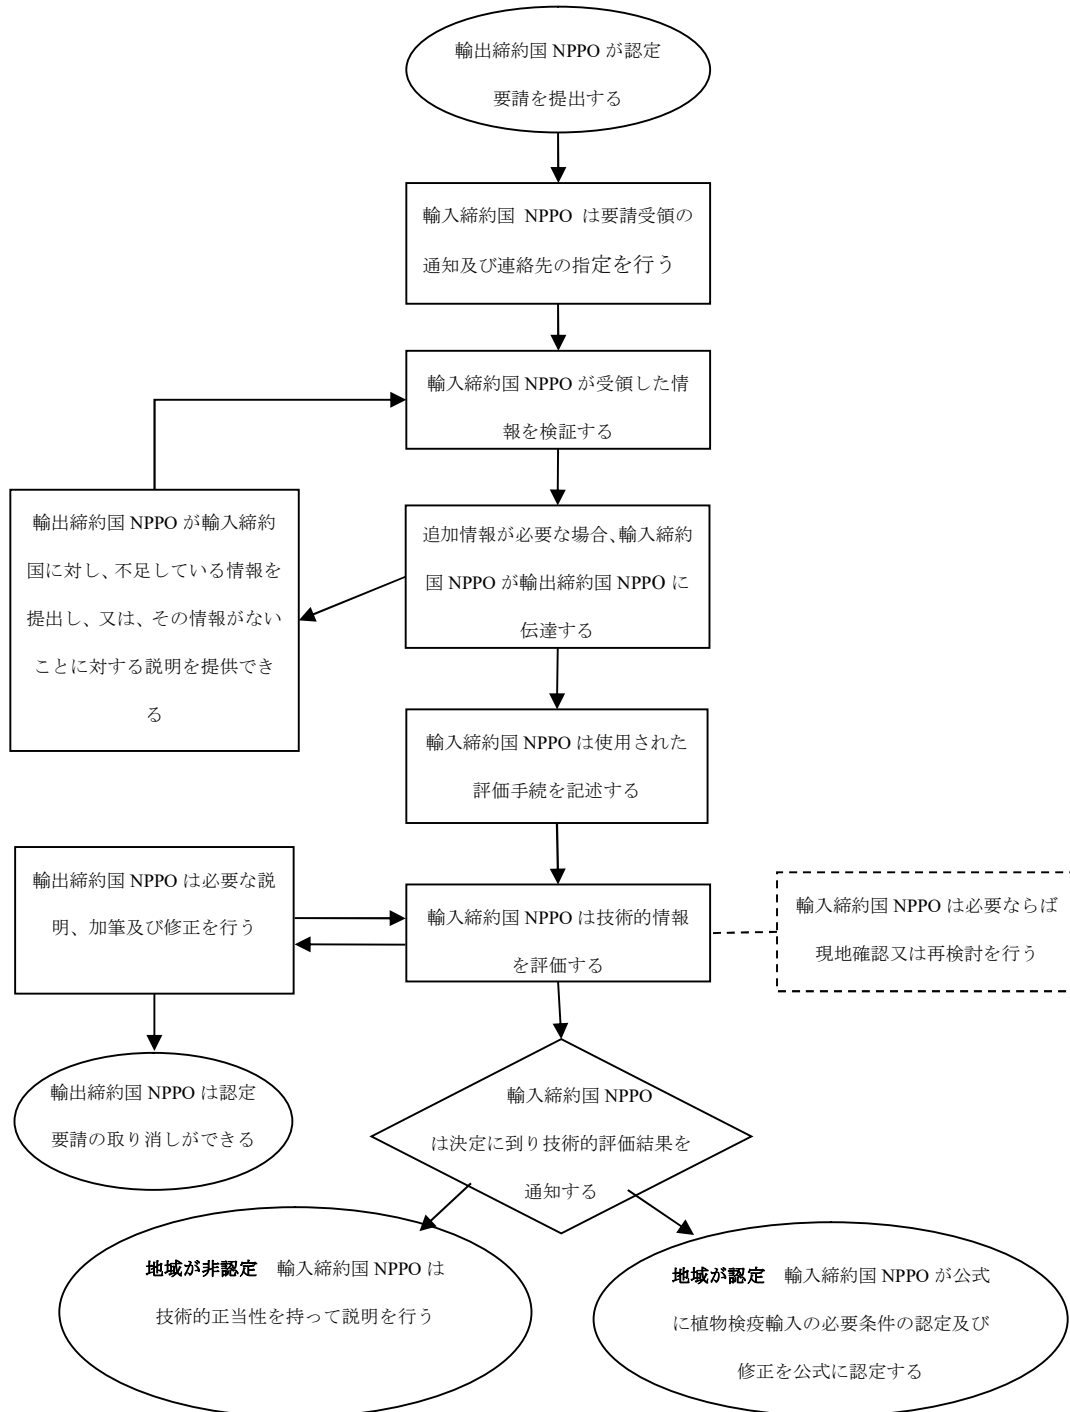 輸出締約国 NPPO が認定
要請を提出する
輸入締約国 NPPO は要請受領の
通知及び連絡先の指定を行う
輸入締約国 NPPO が受領した情
報を検証する
輸出締約国 NPPO が輸入締約
国に対し、不足している情報を
提出し、又は、その情報がない
ことに対する説明を提供でき
る
追加情報が必要な場合、輸入締約
国 NPPO が輸出締約国 NPPO に
伝達する
輸入締約国 NPPO は使用された
評価手続を記述する
輸出締約国 NPPO は必要な説
明、加筆及び修正を行う
輸入締約国 NPPO は技術的情報
を評価する
輸入締約国 NPPO は必要ならば
現地確認又は再検討を行う
輸出締約国 NPPO は認定
要請の取り消しができる
輸入締約国 NPPO
は決定に到り技術的評価結果を
通知する
地域が非認定 輸入締約国 NPPO は
技術的正当性を持って説明を行う
地域が認定 輸入締約国 NPPO が公式
に植物検疫輸入の必要条件の認定及び
修正を公式に認定する